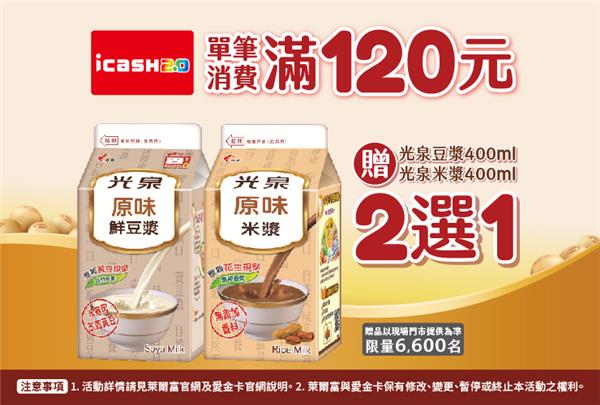 icash2.0
單筆消費滿120元
贈
光泉豆漿400ml
光泉米漿400ml
2選1
光泉
原味
鮮豆漿
Soya Milk
光泉
原味
米漿
無添加
香料
Rice Milk
贈品以現場門市提供為準
限量6,600名
注意事項 1. 活動詳情請見萊爾富官網及愛金卡官網說明。2. 萊爾富與愛金卡保有修改、變更、暫停或終止本活動之權利。